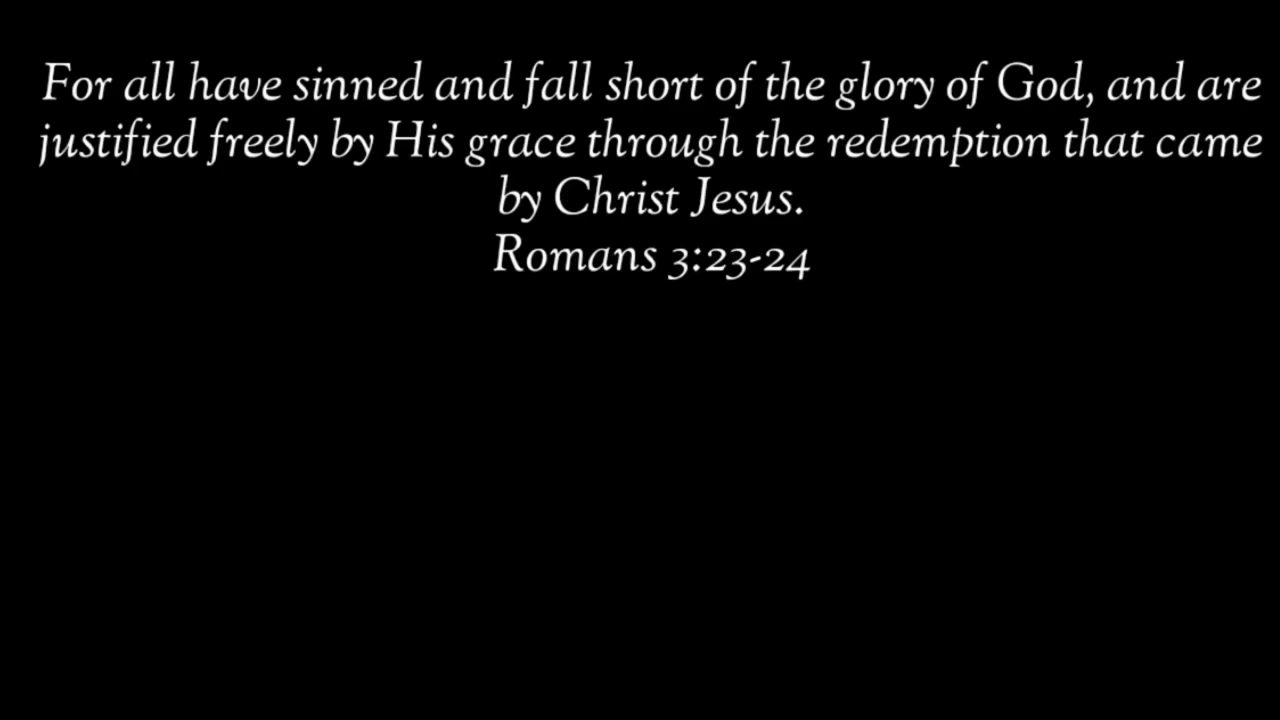 For all have sinned and fall short of the glory of God, and are
justified freely by His grace through the redemption that came
by Christ Jesus.
Romans 3:23-24